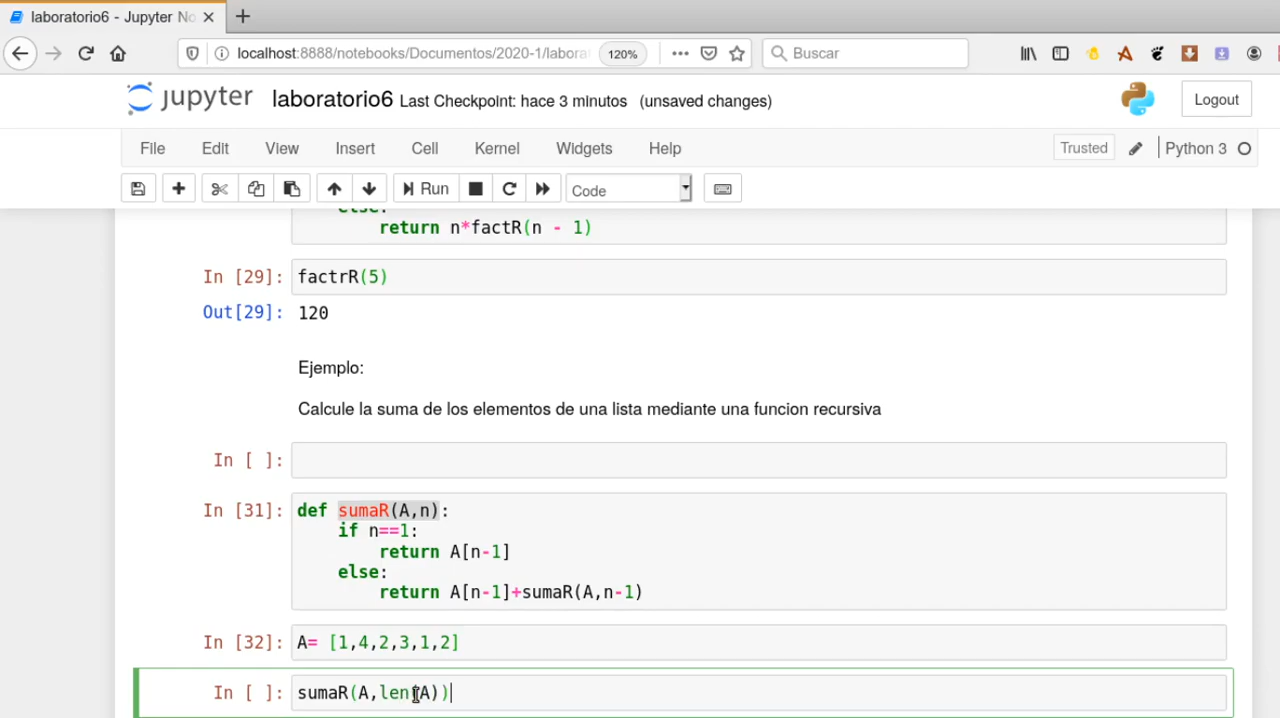 laboratorio6 - Jupyter No
localhost:8888/notebooks/Documentos/2020-1/labora
120%
Buscar
jupyter laboratorio6 Last Checkpoint: hace 3 minutos (unsaved changes)
Logout
File Edit View Insert Cell Kernel Widgets Help
Trusted
Python 3
Run
Code
else:
return n*factR(n - 1)
In [29]: factrR(5)
Out[29]: 120
Ejemplo:
Calcule la suma de los elementos de una lista mediante una funcion recursiva
In [ ]:
In [31]: def sumaR(A,n):
if n==1:
return A[n-1]
else:
return A[n-1]+sumaR(A,n-1)
In [32]: A= [1,4,2,3,1,2]
In [ ]: sumaR(A,len(A))